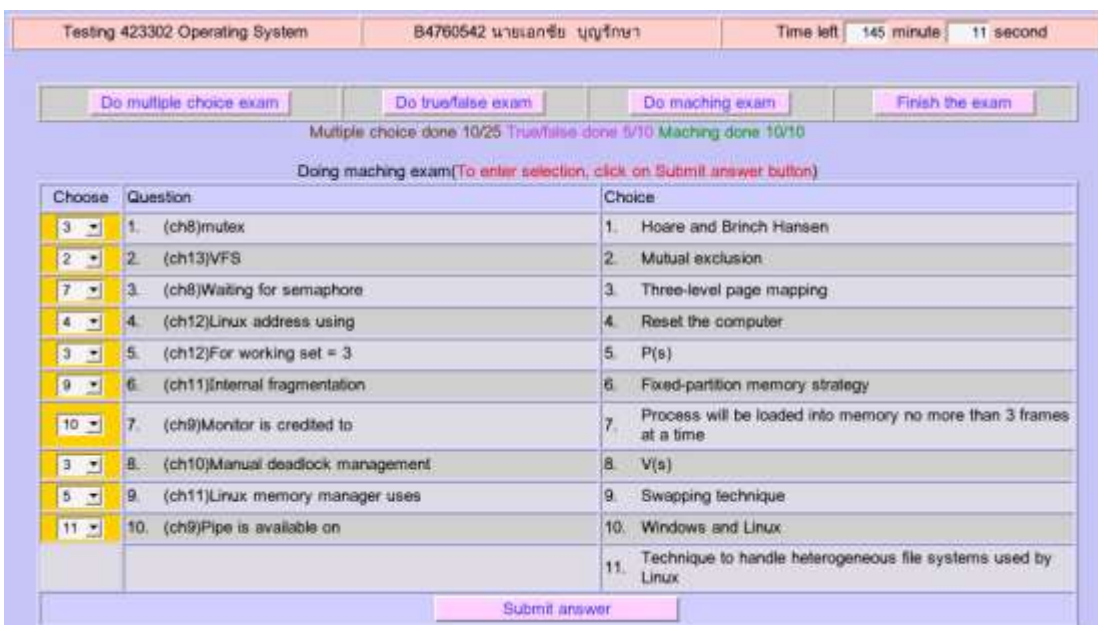 Testing 423302 Operating System B4760542 นายเอกชัย บุญรักษา Time left 145 minute 11 second
Do multiple choice exam Do true/false exam Do maching exam Finish the exam
Multiple choice done 10/25 True/false done 5/10 Maching done 10/10
Doing maching exam(To enter selection, click on Submit answer button)
Choose Question Choice
3 1. (ch8)mutex 1. Hoare and Brinch Hansen
2 2. (ch13)VFS 2. Mutual exclusion
7 3. (ch8)Waiting for semaphore 3. Three-level page mapping
4 4. (ch12)Linux address using 4. Reset the computer
3 5. (ch12)For working set = 3 5. P(s)
9 6. (ch11)Internal fragmentation 6. Fixed-partition memory strategy
10 7. (ch9)Monitor is credited to 7. Process will be loaded into memory no more than 3 frames
at a time
3 8. (ch10)Manual deadlock management 8. V(s)
5 9. (ch11)Linux memory manager uses 9. Swapping technique
11 10. (ch9)Pipe is available on 10. Windows and Linux
11. Technique to handle heterogeneous file systems used by
Linux
Submit answer